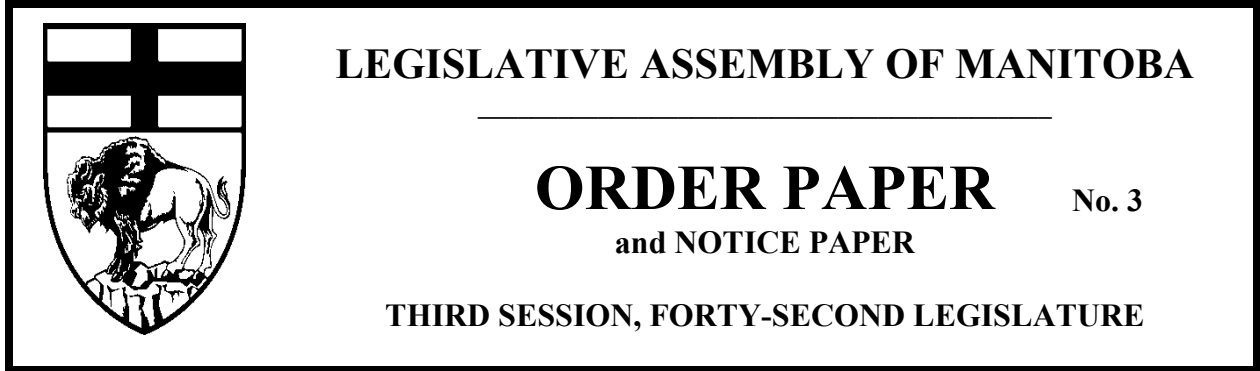 LEGISLATIVE ASSEMBLY OF MANITOBA
ORDER PAPER No. 3
and NOTICE PAPER
THIRD SESSION, FORTY-SECOND LEGISLATURE